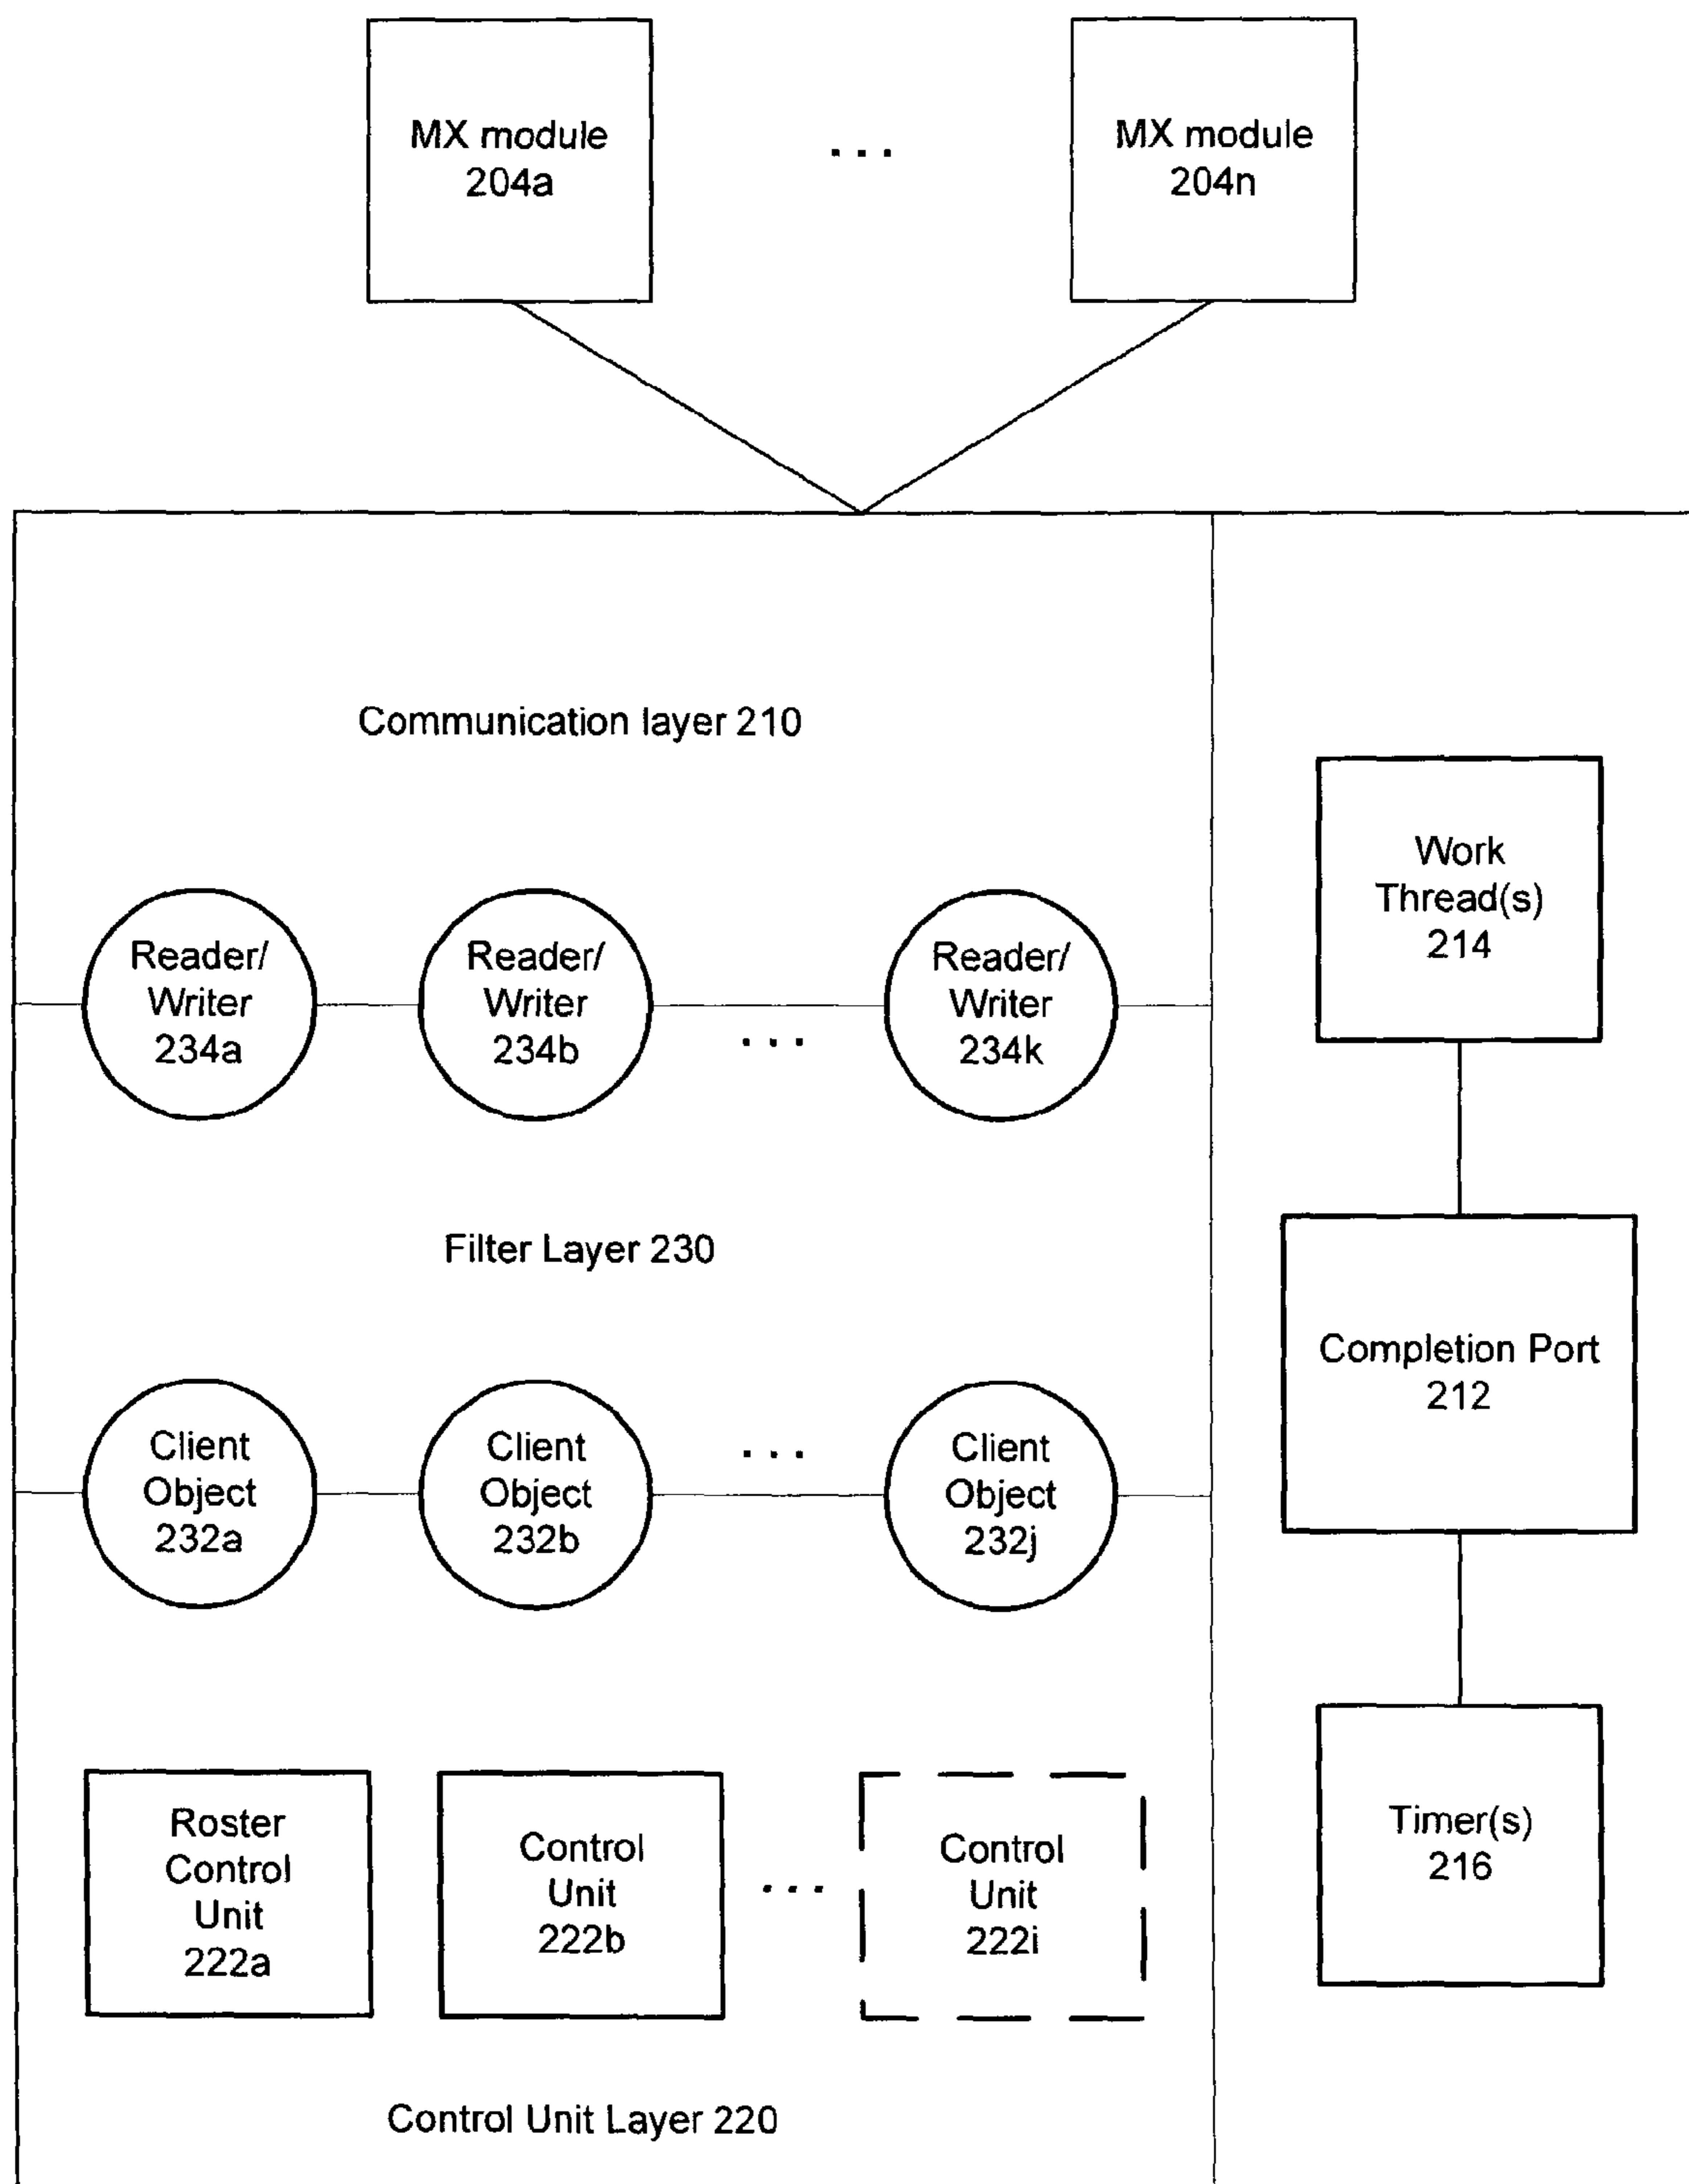 MX module
204a
...
MX module
204n
Communication layer 210
Reader/
Writer
234a
Reader/
Writer
234b
...
Reader/
Writer
234k
Filter Layer 230
Client
Object
232a
Client
Object
232b
...
Client
Object
232j
Roster
Control
Unit
222a
Control
Unit
222b
...
Control
Unit
222i
Control Unit Layer 220
Work
Thread(s)
214
Completion Port
212
Timer(s)
216